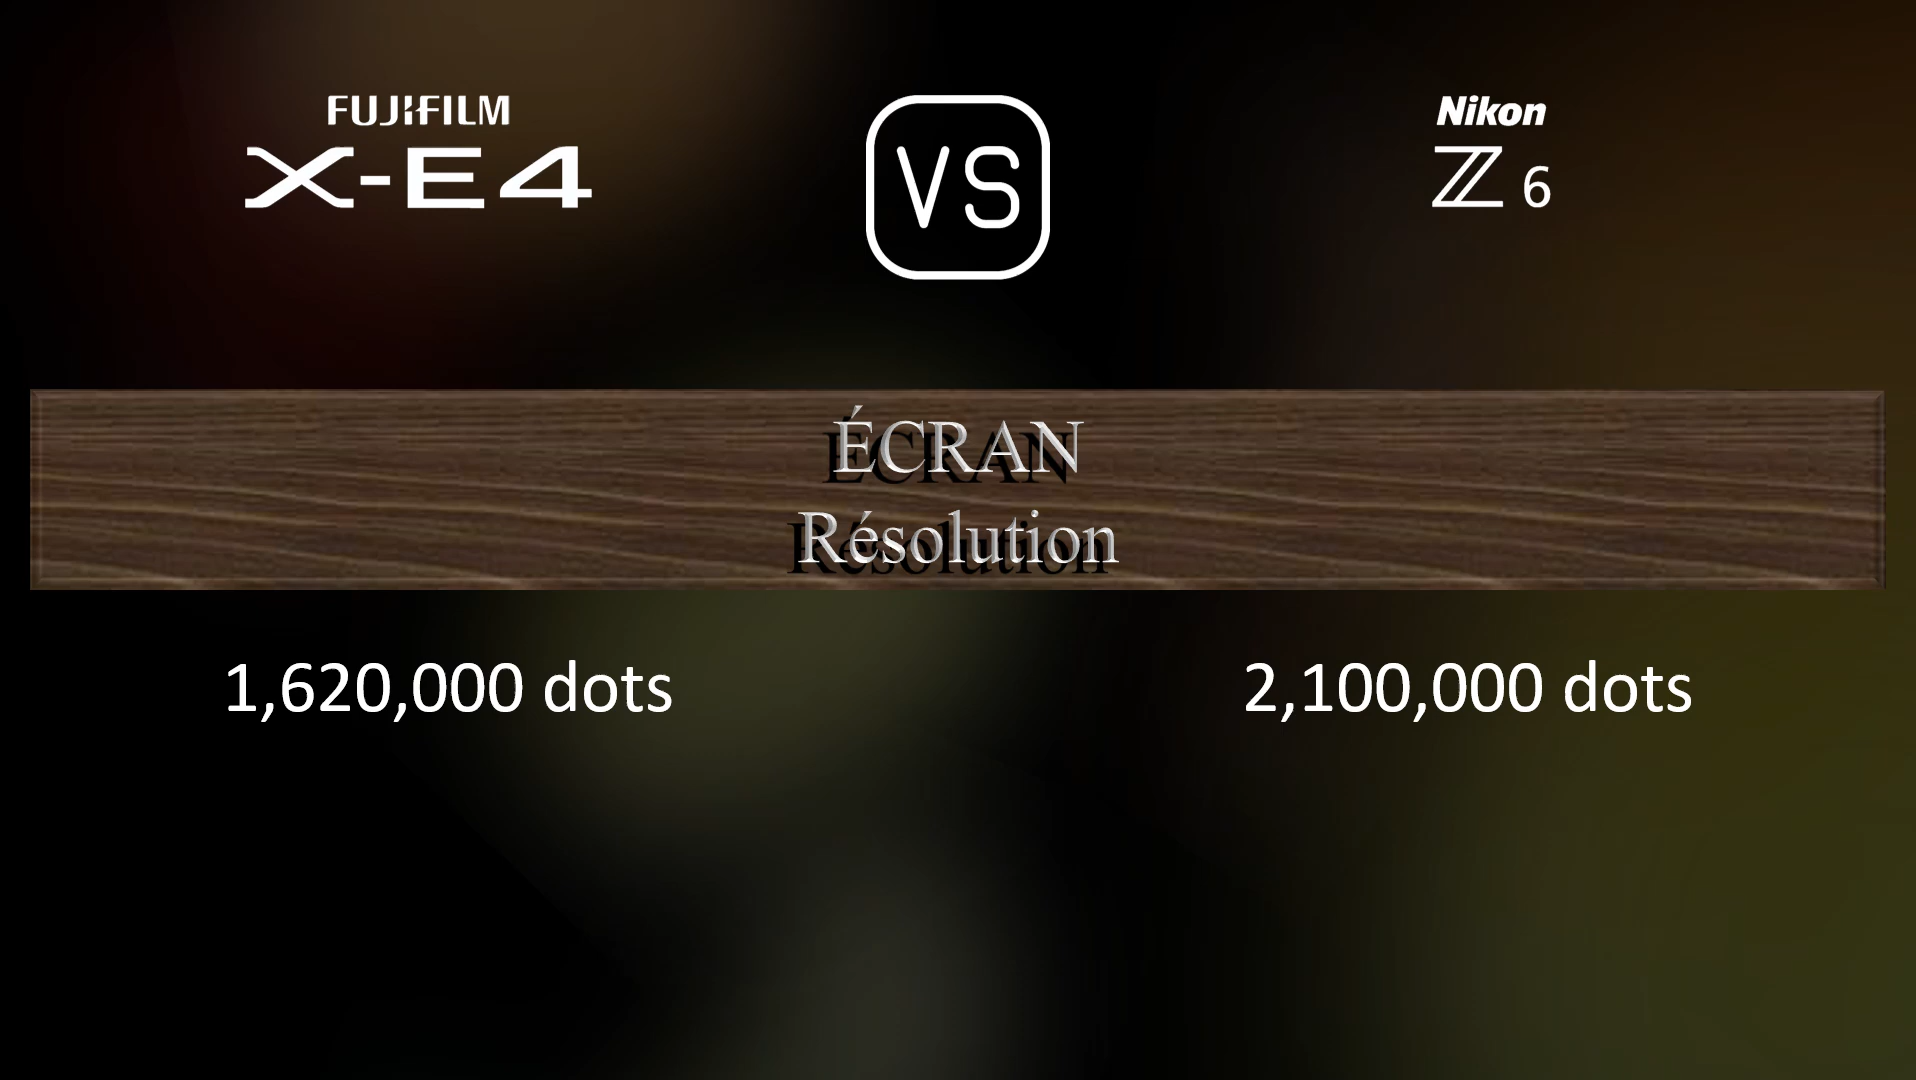 FUJIFILM
X-E4
VS
Nikon
Z 6
ÉCRAN
Résolution
1,620,000 dots
2,100,000 dots